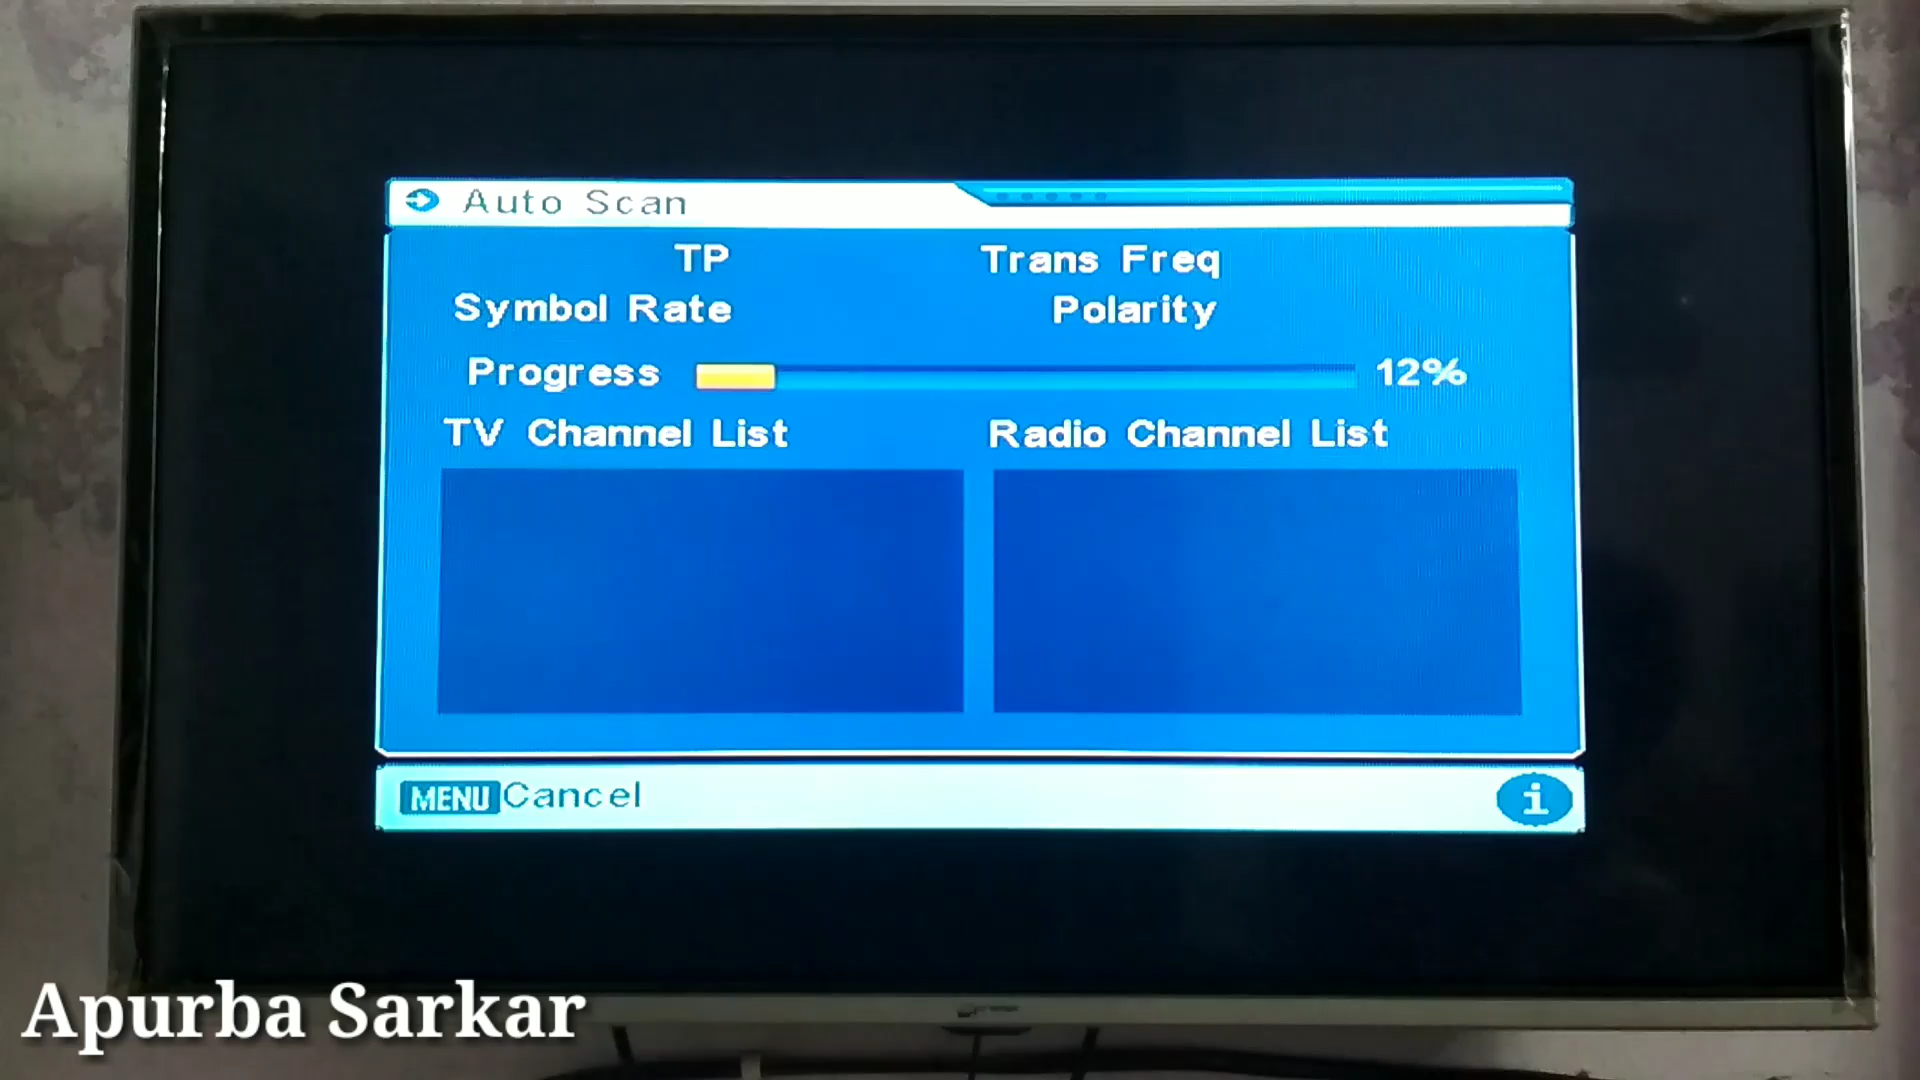 Auto Scan
TP Trans Freq
Symbol Rate Polarity
Progress 12%
TV Channel List Radio Channel List
MENU Cancel i
Apurba Sarkar